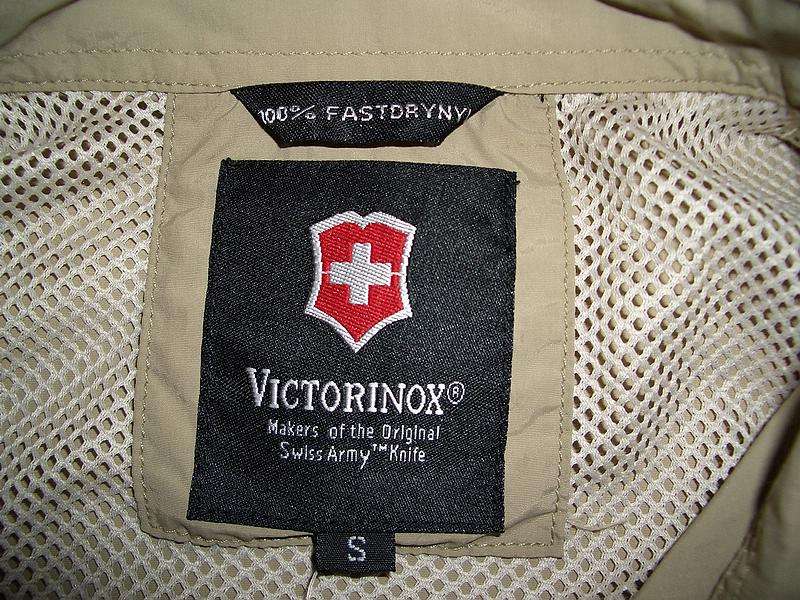 100% FASTDRYNY
VICTORINOX®
Makers of the Original
Swiss Army™ Knife
S